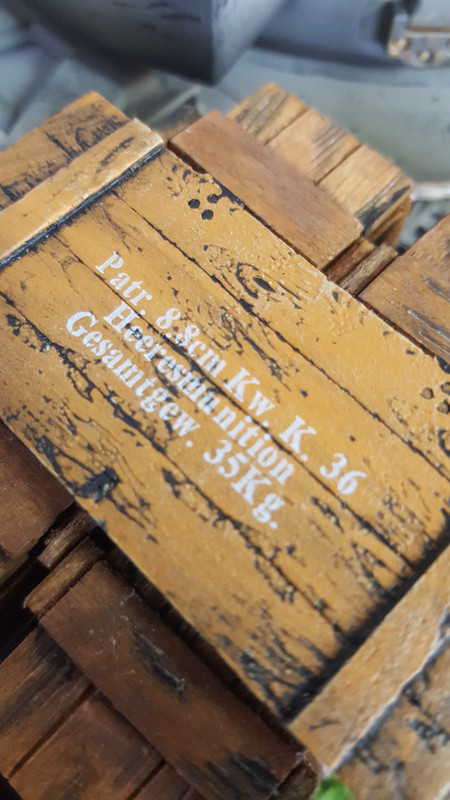 Patr. 8.8cm Kw. K. 36
Heeresmunition
Gesamtgew. 35Kg.